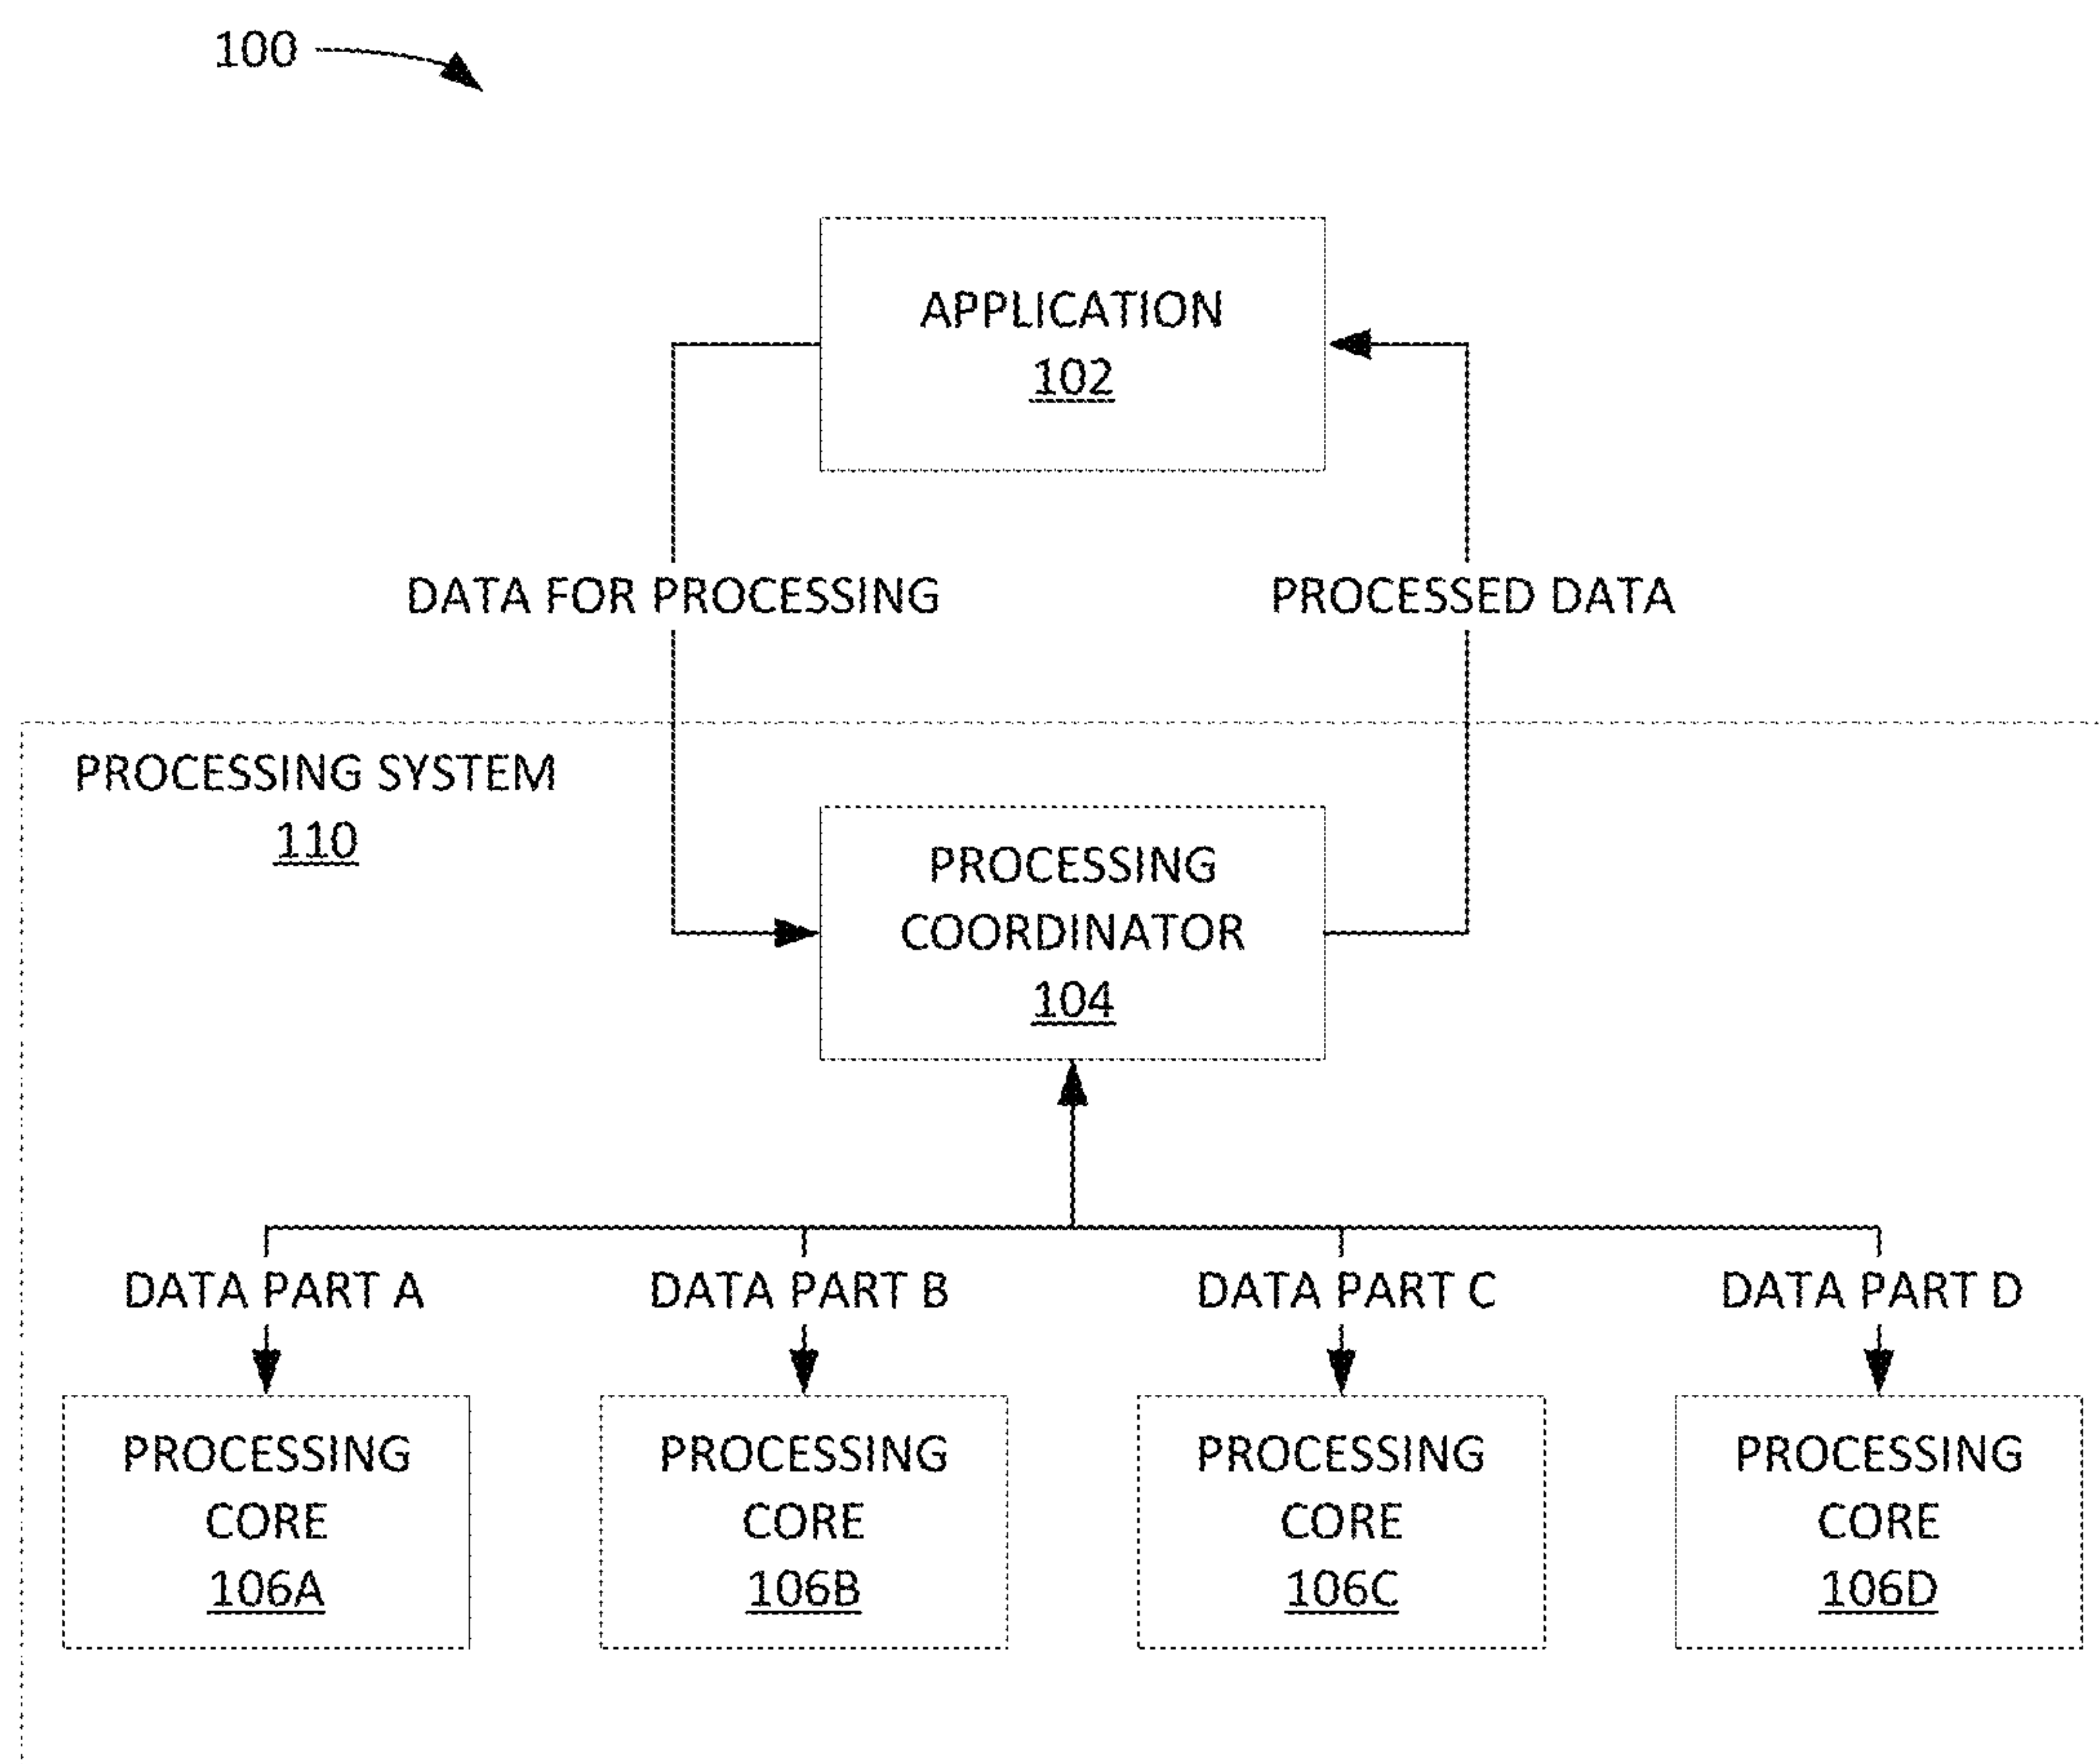 100
APPLICATION
102
DATA FOR PROCESSING
PROCESSED DATA
PROCESSING SYSTEM
110
PROCESSING
COORDINATOR
104
DATA PART A
DATA PART B
DATA PART C
DATA PART D
PROCESSING
CORE
106A
PROCESSING
CORE
106B
PROCESSING
CORE
106C
PROCESSING
CORE
106D